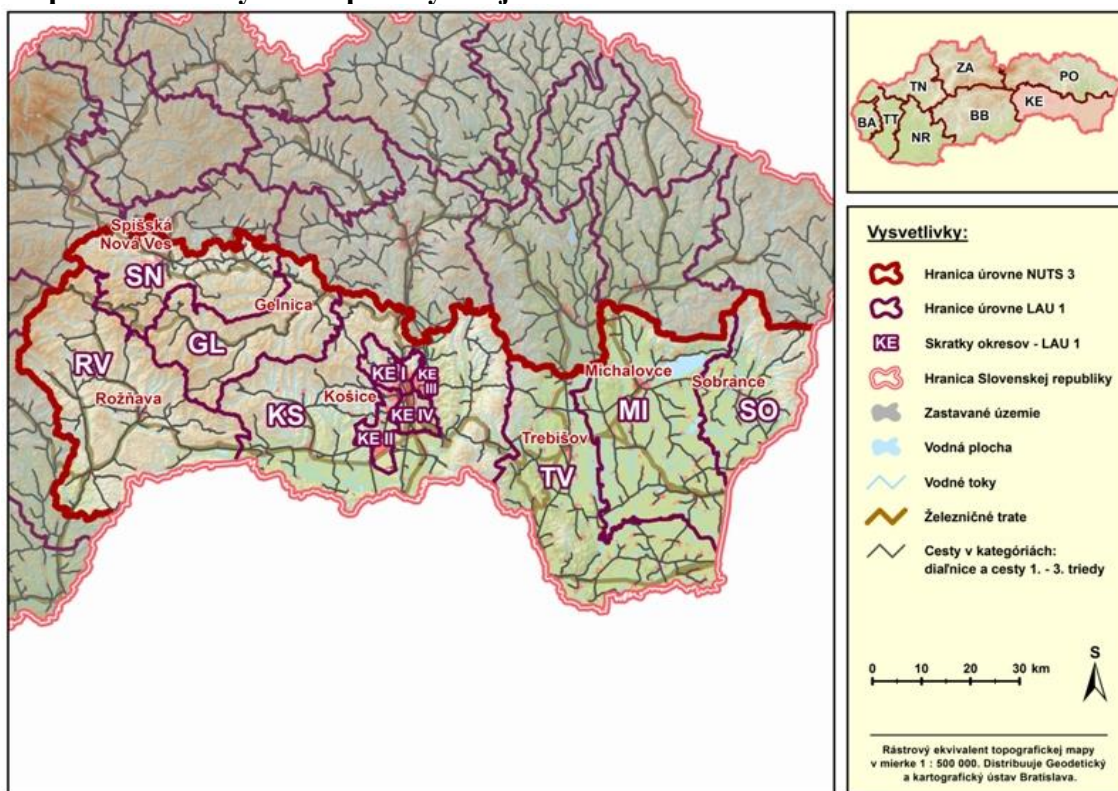 Spišská
Nová Ves
SN
Gelnica
GL
RV
Rožňava
KS
Košice
KE I
KE
III
KE IV
KE II
Michalovce
Sobrance
MI
SO
Trebišov
TV
ZA
PO
TN
KE
BA
TT
BB
NR
Vysvetlivky:
Hranica úrovne NUTS 3
Hranice úrovne LAU 1
KE Skratky okresov - LAU 1
Hranica Slovenskej republiky
Zastavané územie
Vodná plocha
Vodné toky
Železničné trate
Cesty v kategóriách:
diaľnice a cesty 1. - 3. triedy
S
0 10 20 30 km
Rástrový ekvivalent topografickej mapy
v mierke 1 : 500 000. Distribuuje Geodetický
a kartografický ústav Bratislava.